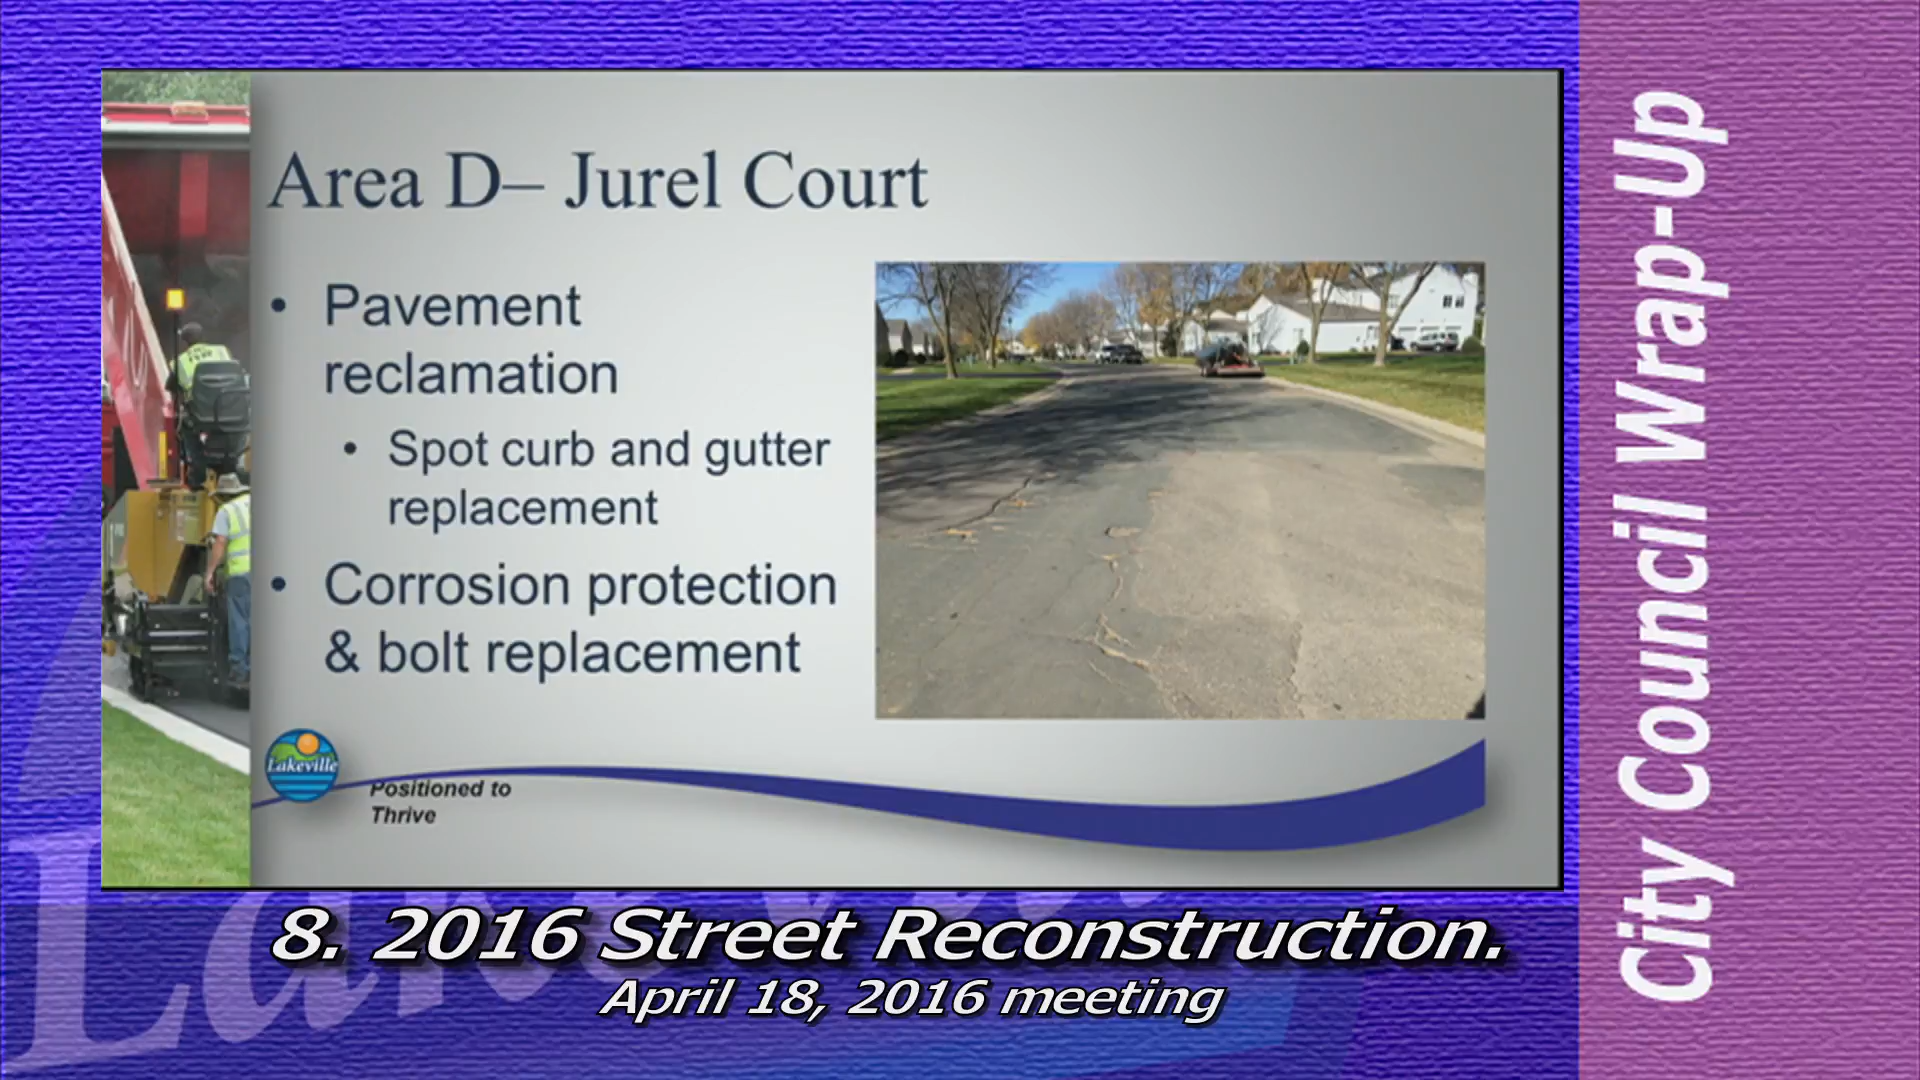 Area D– Jurel Court
• Pavement
reclamation
• Spot curb and gutter
replacement
• Corrosion protection
& bolt replacement
Lakeville
Positioned to
Thrive
8. 2016 Street Reconstruction.
April 18, 2016 meeting
City Council Wrap-Up